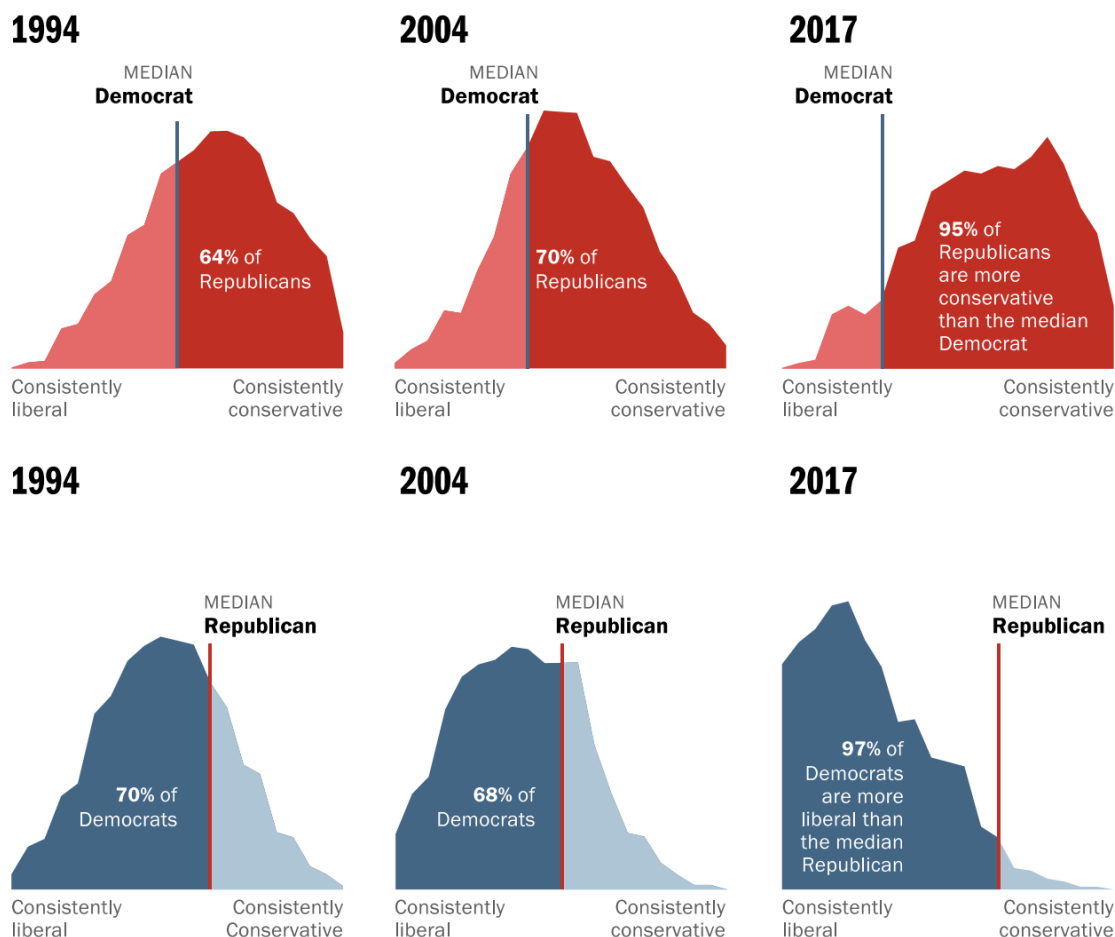 1994
MEDIAN
Democrat
64% of
Republicans
Consistently
liberal
Consistently
conservative
2004
MEDIAN
Democrat
70% of
Republicans
Consistently
liberal
Consistently
conservative
2017
MEDIAN
Democrat
95% of
Republicans
are more
conservative
than the median
Democrat
Consistently
liberal
Consistently
conservative
1994
MEDIAN
Republican
70% of
Democrats
Consistently
liberal
Consistently
Conservative
2004
MEDIAN
Republican
68% of
Democrats
Consistently
liberal
Consistently
conservative
2017
MEDIAN
Republican
97% of
Democrats
are more
liberal than
the median
Republican
Consistently
liberal
Consistently
conservative